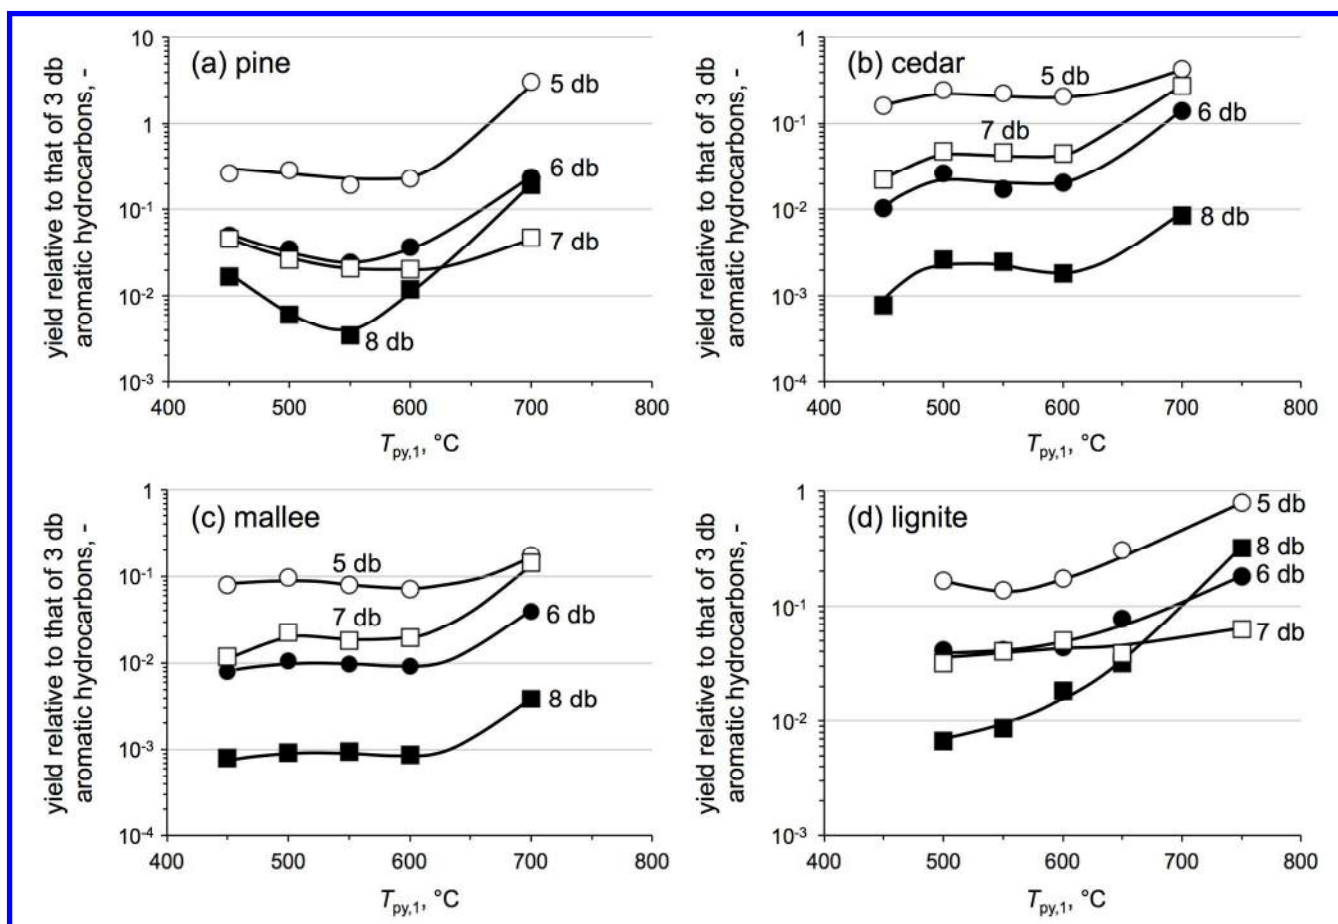 yield relative to that of 3 db
aromatic hydrocarbons, -
(a) pine
10
1
10-1
10-2
10-3
5 db
6 db
7 db
8 db
400 500 600 700 800
Tpy,1, °C
yield relative to that of 3 db
aromatic hydrocarbons, -
(b) cedar
1
10-1
10-2
10-3
10-4
5 db
7 db
6 db
8 db
400 500 600 700 800
Tpy,1, °C
yield relative to that of 3 db
aromatic hydrocarbons, -
(c) mallee
1
10-1
10-2
10-3
10-4
5 db
7 db
6 db
8 db
400 500 600 700 800
Tpy,1, °C
yield relative to that of 3 db
aromatic hydrocarbons, -
(d) lignite
1
10-1
10-2
10-3
5 db
8 db
6 db
7 db
400 500 600 700 800
Tpy,1, °C